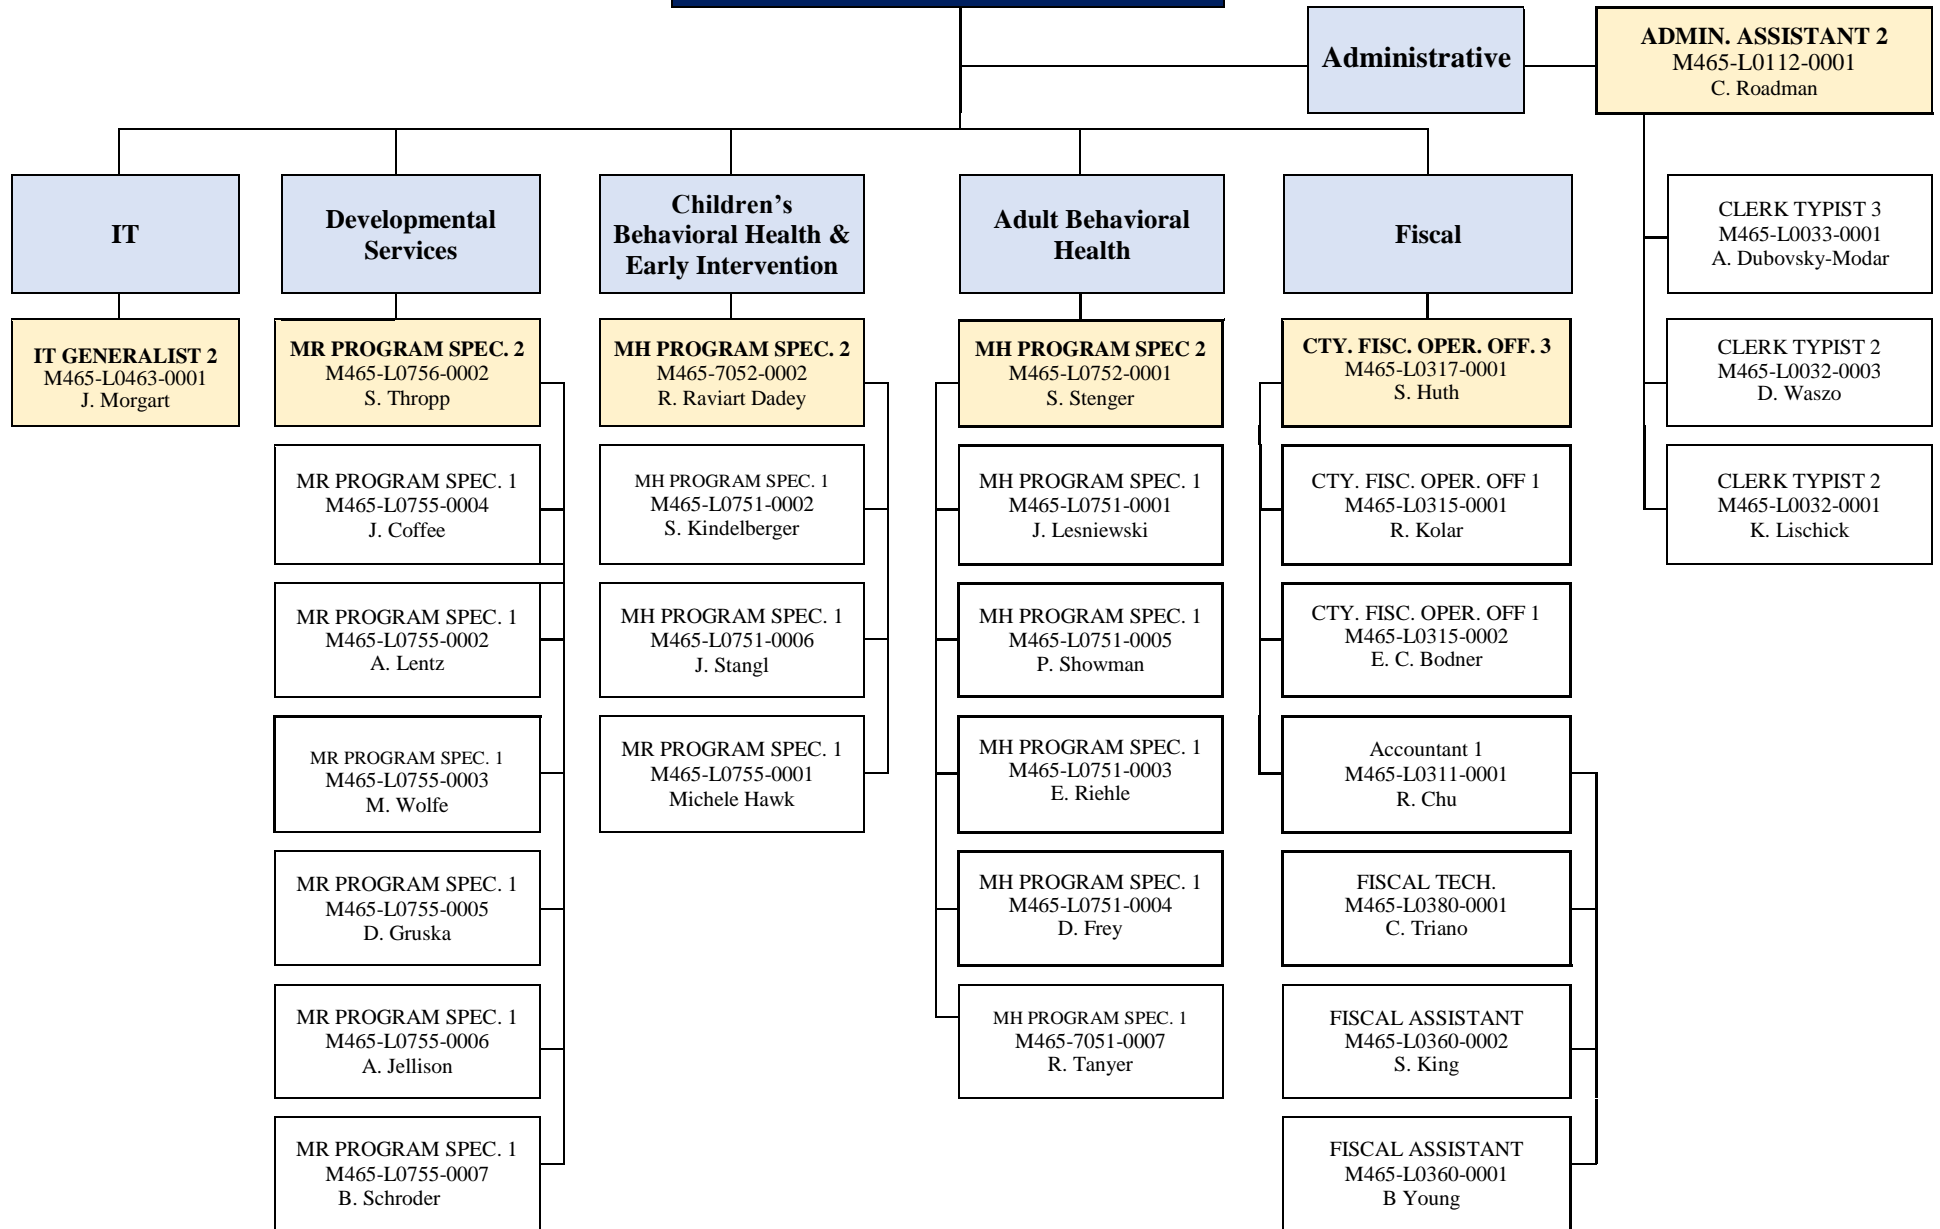 Administrative
ADMIN. ASSISTANT 2
M465-L0112-0001
C. Roadman
IT
Developmental
Services
Children’s
Behavioral Health &
Early Intervention
Adult Behavioral
Health
Fiscal
CLERK TYPIST 3
M465-L0033-0001
A. Dubovsky-Modar
IT GENERALIST 2
M465-L0463-0001
J. Morgart
MR PROGRAM SPEC. 2
M465-L0756-0002
S. Thropp
MH PROGRAM SPEC. 2
M465-7052-0002
R. Raviart Dadey
MH PROGRAM SPEC 2
M465-L0752-0001
S. Stenger
CTY. FISC. OPER. OFF. 3
M465-L0317-0001
S. Huth
CLERK TYPIST 2
M465-L0032-0003
D. Waszo
MR PROGRAM SPEC. 1
M465-L0755-0004
J. Coffee
MH PROGRAM SPEC. 1
M465-L0751-0002
S. Kindelberger
MH PROGRAM SPEC. 1
M465-L0751-0001
J. Lesniewski
CTY. FISC. OPER. OFF 1
M465-L0315-0001
R. Kolar
CLERK TYPIST 2
M465-L0032-0001
K. Lischick
MR PROGRAM SPEC. 1
M465-L0755-0002
A. Lentz
MH PROGRAM SPEC. 1
M465-L0751-0006
J. Stangl
MH PROGRAM SPEC. 1
M465-L0751-0005
P. Showman
CTY. FISC. OPER. OFF 1
M465-L0315-0002
E. C. Bodner
MR PROGRAM SPEC. 1
M465-L0755-0003
M. Wolfe
MR PROGRAM SPEC. 1
M465-L0755-0001
Michele Hawk
MH PROGRAM SPEC. 1
M465-L0751-0003
E. Riehle
Accountant 1
M465-L0311-0001
R. Chu
MR PROGRAM SPEC. 1
M465-L0755-0005
D. Gruska
MH PROGRAM SPEC. 1
M465-L0751-0004
D. Frey
FISCAL TECH.
M465-L0380-0001
C. Triano
MR PROGRAM SPEC. 1
M465-L0755-0006
A. Jellison
MH PROGRAM SPEC. 1
M465-7051-0007
R. Tanyer
FISCAL ASSISTANT
M465-L0360-0002
S. King
MR PROGRAM SPEC. 1
M465-L0755-0007
B. Schroder
FISCAL ASSISTANT
M465-L0360-0001
B Young